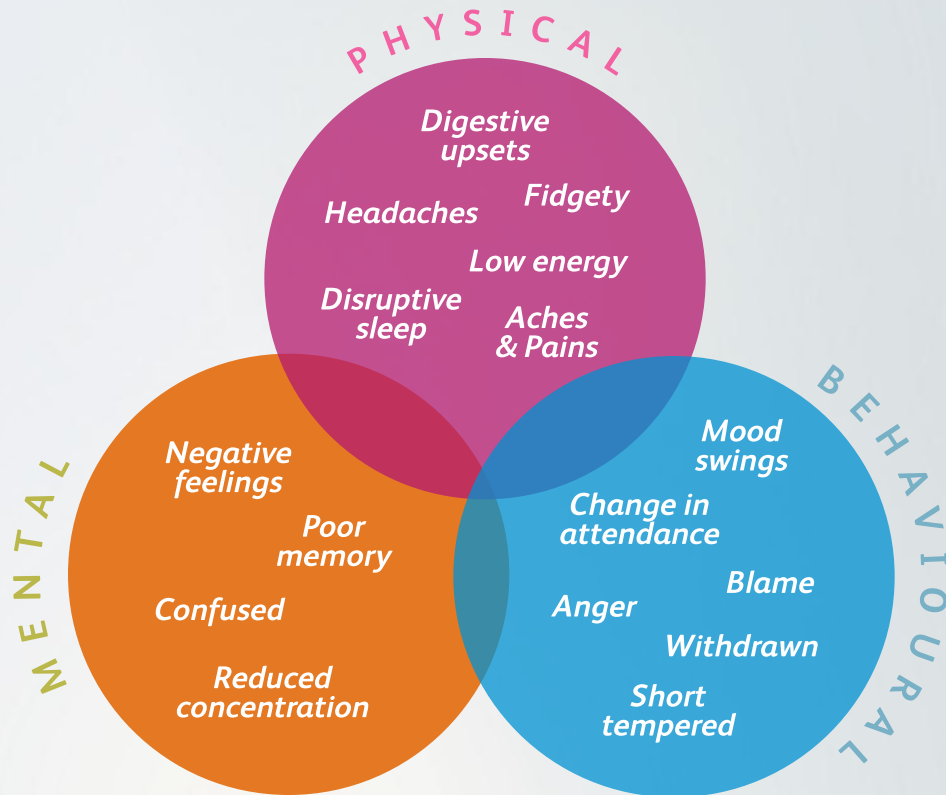 PHYSICAL
Digestive
upsets
Headaches
Fidgety
Low energy
Disruptive
sleep
Aches
& Pains
MENTAL
Negative
feelings
Poor
memory
Confused
Reduced
concentration
BEHAVIOURAL
Mood
swings
Change in
attendance
Blame
Anger
Withdrawn
Short
tempered